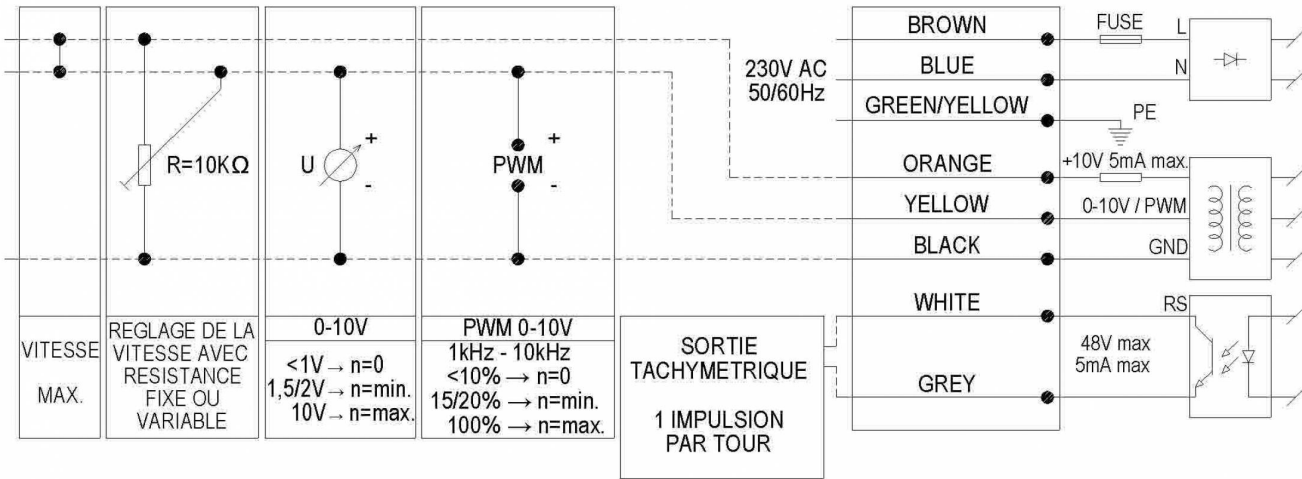 BROWN
FUSE
L
230V AC
50/60Hz
BLUE
N
GREEN/YELLOW
PE
R=10KΩ
U
+
-
+
PWM
-
ORANGE
+10V 5mA max.
YELLOW
0-10V / PWM
BLACK
GND
WHITE
RS
48V max
5mA max
GREY
VITESSE
MAX.
REGLAGE DE LA
VITESSE AVEC
RESISTANCE
FIXE OU
VARIABLE
0-10V
<1V → n=0
1,5/2V → n=min.
10V → n=max.
PWM 0-10V
1kHz - 10kHz
<10% → n=0
15/20% → n=min.
100% → n=max.
SORTIE
TACHYMETRIQUE
1 IMPULSION
PAR TOUR